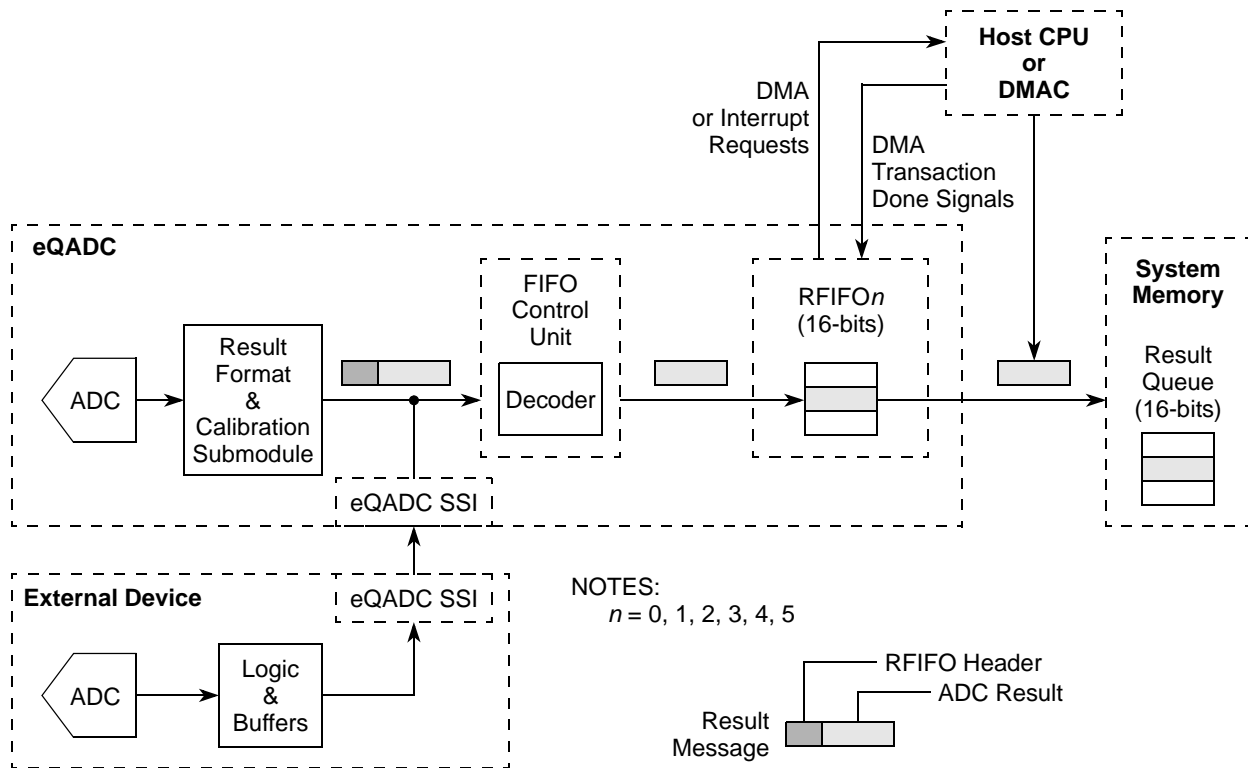 Host CPU
or
DMAC
DMA
or Interrupt
Requests
DMA
Transaction
Done Signals
eQADC
FIFO
Control
Unit
Decoder
RFIFOn
(16-bits)
System
Memory
Result
Queue
(16-bits)
ADC
Result
Format
&
Calibration
Submodule
eQADC SSI
External Device
eQADC SSI
ADC
Logic
&
Buffers
NOTES:
n = 0, 1, 2, 3, 4, 5
RFIFO Header
ADC Result
Result
Message